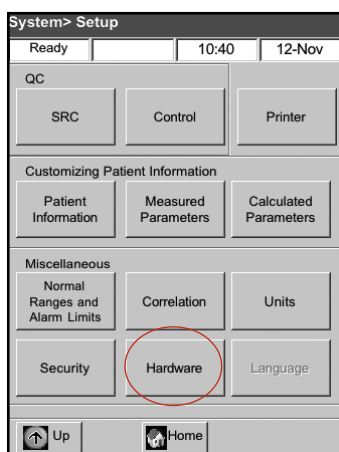 System> Setup
Ready 10:40 12-Nov
QC
SRC Control Printer
Customizing Patient Information
Patient Information Measured Parameters Calculated Parameters
Miscellaneous
Normal Ranges and Alarm Limits Correlation Units
Security Hardware Language
Up Home